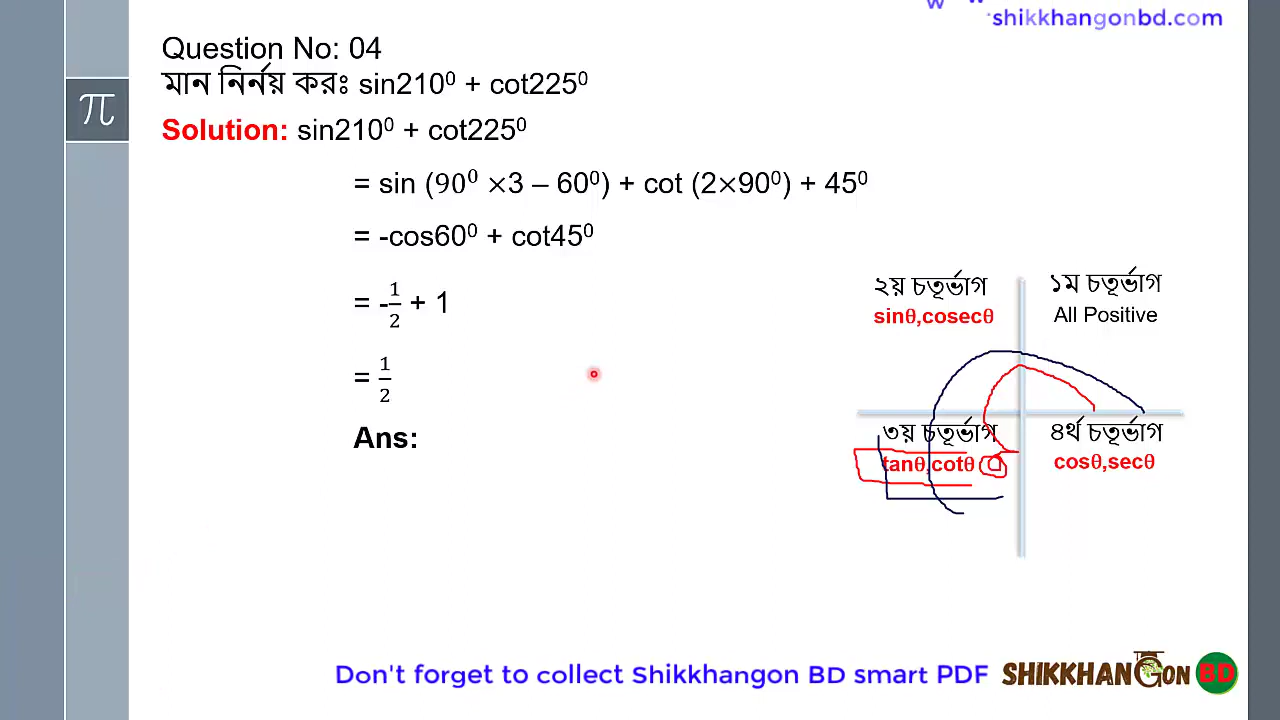 shikkhangonbd.com
Question No: 04
মান নির্নয় করঃ sin210⁰ + cot225⁰
π
Solution: sin210⁰ + cot225⁰
= sin (90⁰ ×3 – 60⁰) + cot (2×90⁰) + 45⁰
= -cos60⁰ + cot45⁰
= -1/2 + 1
= 1/2
Ans:
২য় চতূর্ভাগ ১ম চতূর্ভাগ
sinθ,cosecθ All Positive
৩য় চতূর্ভাগ ৪র্থ চতূর্ভাগ
tanθ,cotθ cosθ,secθ
Don't forget to collect Shikkhangon BD smart PDF
SHIKKHANGON BD